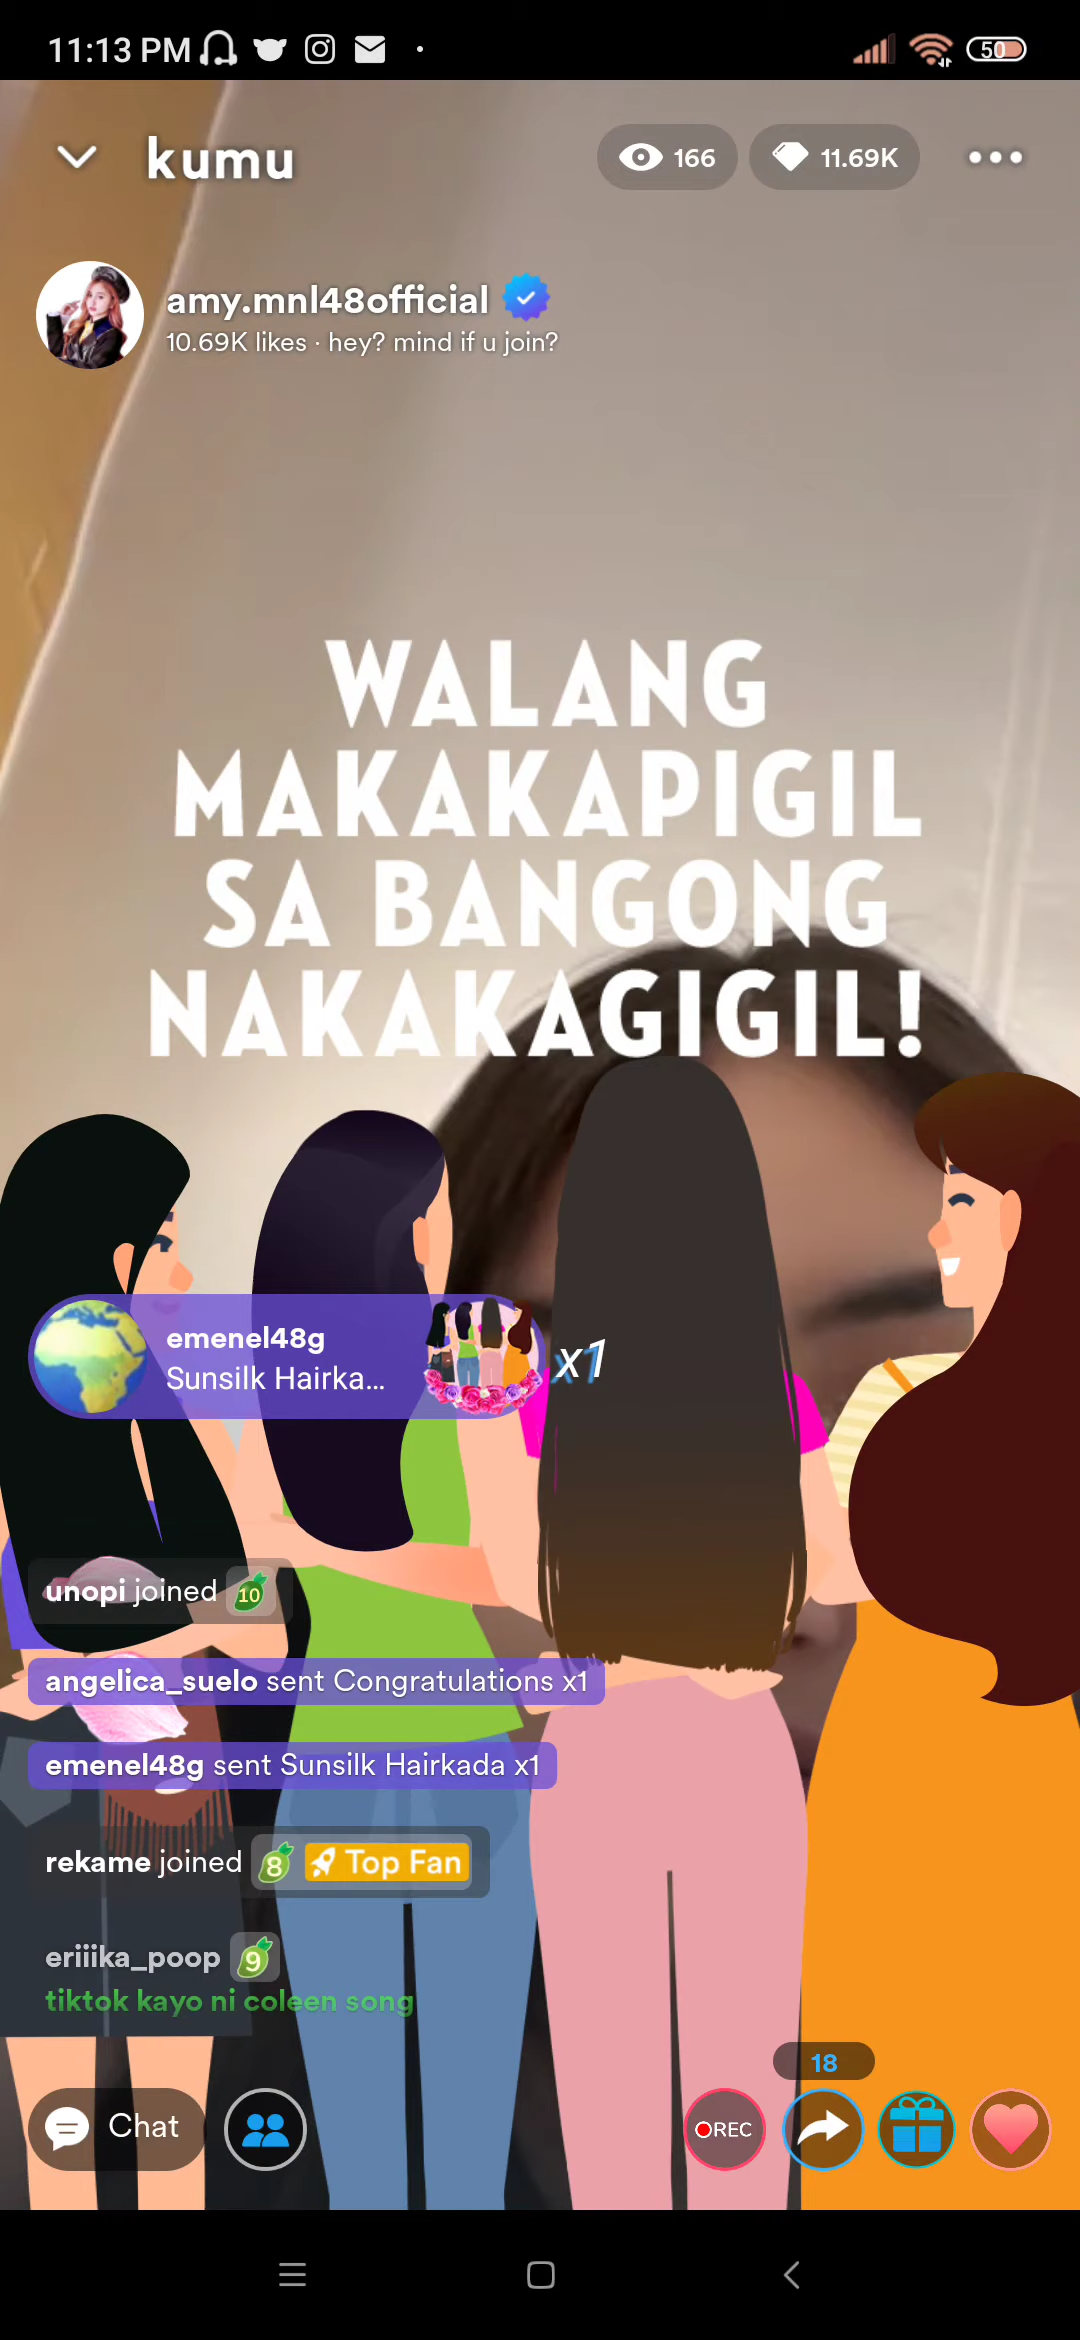 11:13 PM
50
kumu
166
11.69K
amy.mnl48official
10.69K likes · hey? mind if u join?
WALANG
MAKAKAPIGIL
SA BANGONG
NAKAKAGIGIL!
emenel48g
Sunsilk Hairka...
x1
unopi joined 10
angelica_suelo sent Congratulations x1
emenel48g sent Sunsilk Hairkada x1
rekame joined 8 Top Fan
eriiika_poop 9
tiktok kayo ni coleen song
18
Chat
REC